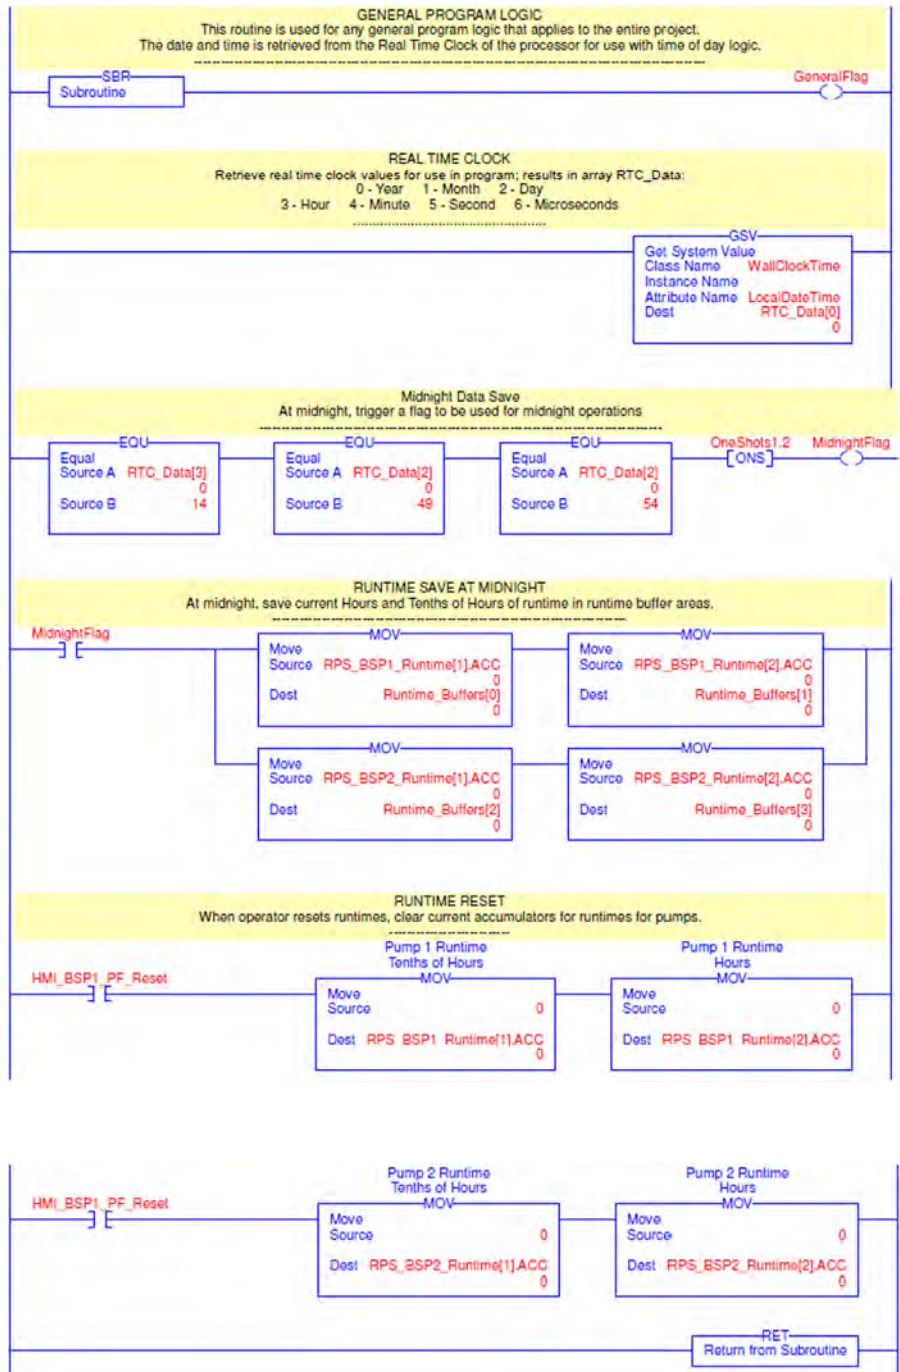 GENERAL PROGRAM LOGIC
This routine is used for any general program logic that applies to the entire project.
The date and time is retrieved from the Real Time Clock of the processor for use with time of day logic.
SBR
Subroutine
GeneralFlag
REAL TIME CLOCK
Retrieve real time clock values for use in program; results in array RTC_Data:
0 - Year 1 - Month 2 - Day
3 - Hour 4 - Minute 5 - Second 6 - Microseconds
GSV
Get System Value
Class Name WallClockTime
Instance Name
Attribute Name LocalDateTime
Dest RTC_Data[0]
0
Midnight Data Save
At midnight, trigger a flag to be used for midnight operations
EQU
Equal
Source A RTC_Data[3]
0
Source B 14
EQU
Equal
Source A RTC_Data[2]
0
Source B 49
EQU
Equal
Source A RTC_Data[2]
0
Source B 54
OneShots1.2
ONS
MidnightFlag
RUNTIME SAVE AT MIDNIGHT
At midnight, save current Hours and Tenths of Hours of runtime in runtime buffer areas.
MidnightFlag
MOV
Move
Source RPS_BSP1_Runtime[1].ACC
0
Dest Runtime_Buffers[0]
0
MOV
Move
Source RPS_BSP1_Runtime[2].ACC
0
Dest Runtime_Buffers[1]
0
MOV
Move
Source RPS_BSP2_Runtime[1].ACC
0
Dest Runtime_Buffers[2]
0
MOV
Move
Source RPS_BSP2_Runtime[2].ACC
0
Dest Runtime_Buffers[3]
0
RUNTIME RESET
When operator resets runtimes, clear current accumulators for runtimes for pumps.
HMI_BSP1_PF_Reset
Pump 1 Runtime
Tenths of Hours
MOV
Move
Source 0
Dest RPS_BSP1_Runtime[1].ACC
0
Pump 1 Runtime
Hours
MOV
Move
Source 0
Dest RPS_BSP1_Runtime[2].ACC
0
HMI_BSP1_PF_Reset
Pump 2 Runtime
Tenths of Hours
MOV
Move
Source 0
Dest RPS_BSP2_Runtime[1].ACC
0
Pump 2 Runtime
Hours
MOV
Move
Source 0
Dest RPS_BSP2_Runtime[2].ACC
0
RET
Return from Subroutine